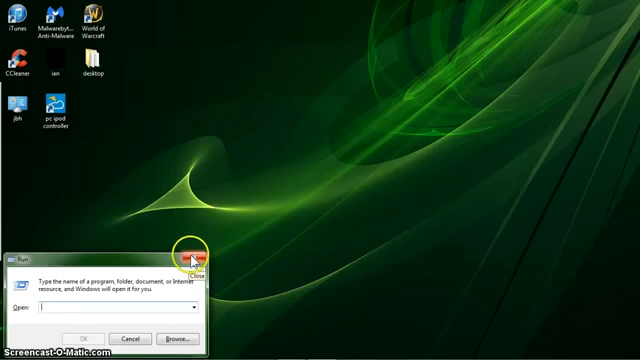 iTunes
Malwarebyt... Anti-Malware
World of Warcraft
CCleaner
ian
desktop
jbh
pc ipod controller
Run
Close
Type the name of a program, folder, document, or Internet
resource, and Windows will open it for you.
Open:
OK
Cancel
Browse...
Screencast-O-Matic.com